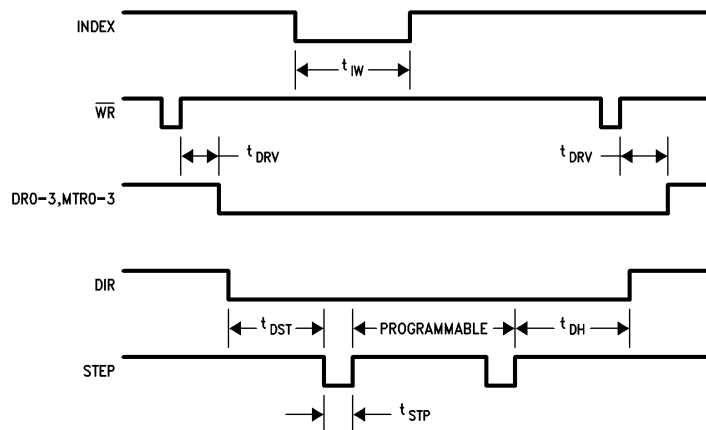 INDEX
t IW
WR
t DRV
t DRV
DR0-3,MTR0-3
DIR
t DST
PROGRAMMABLE
t DH
STEP
t STP